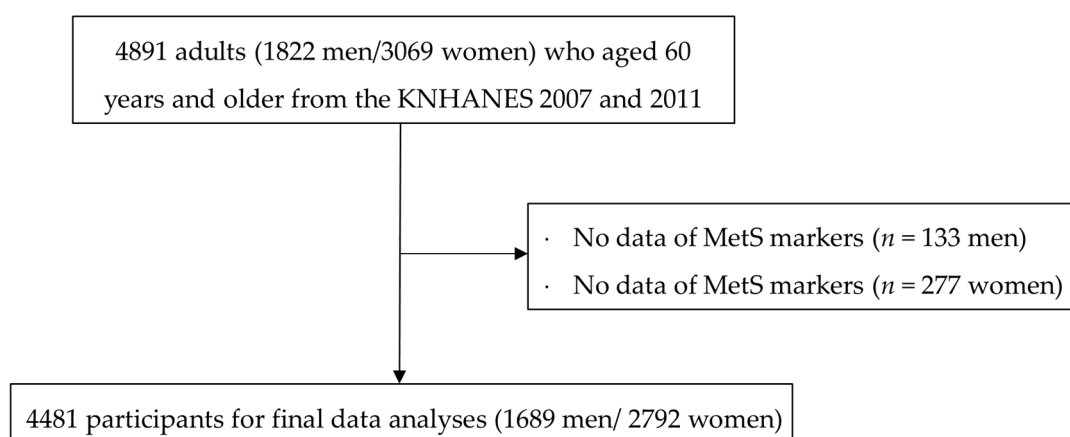 4891 adults (1822 men/3069 women) who aged 60
years and older from the KNHANES 2007 and 2011
· No data of MetS markers (n = 133 men)
· No data of MetS markers (n = 277 women)
4481 participants for final data analyses (1689 men/ 2792 women)